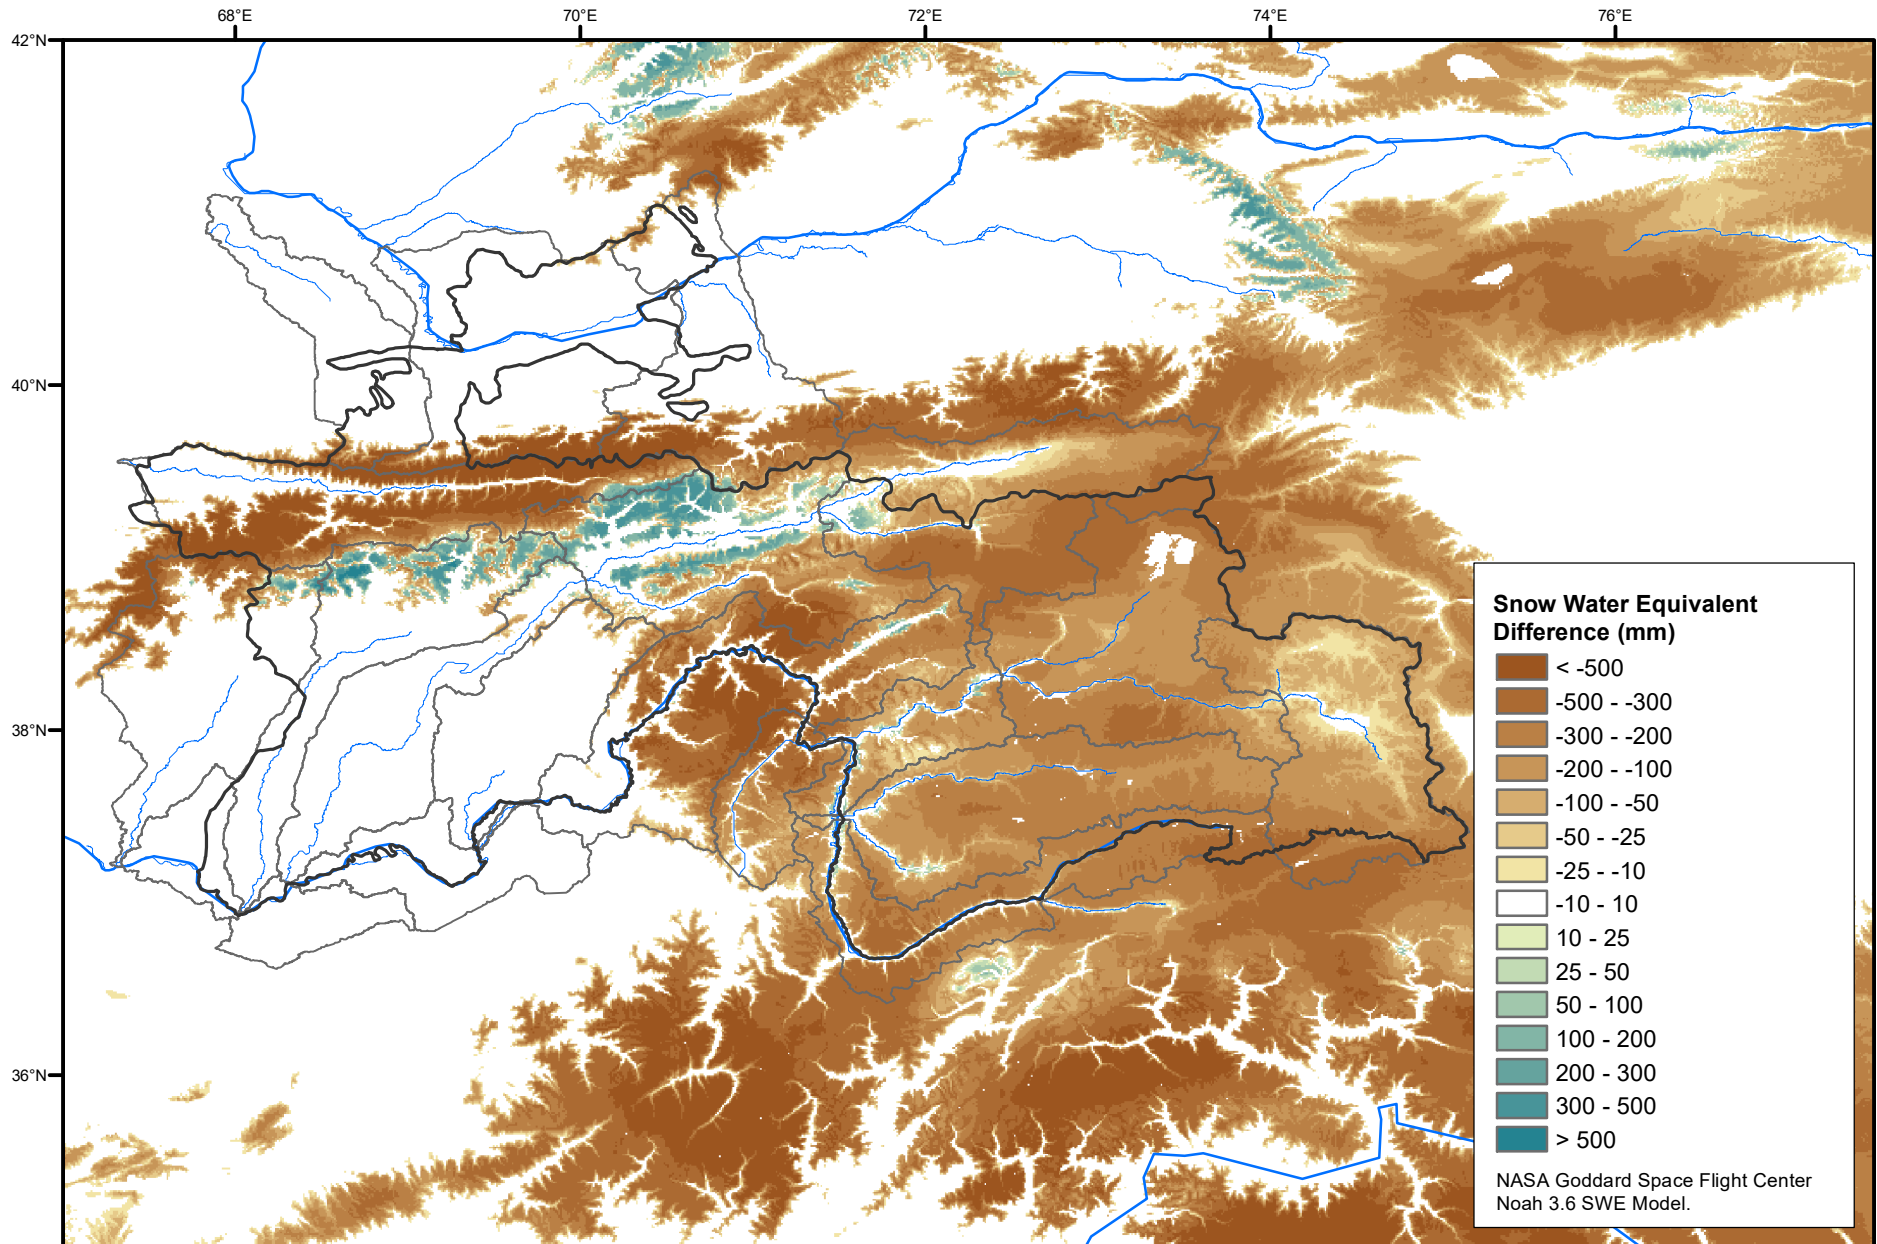 68°E
70°E
72°E
74°E
76°E
42°N
40°N
38°N
36°N
Snow Water Equivalent
Difference (mm)
< -500
-500 - -300
-300 - -200
-200 - -100
-100 - -50
-50 - -25
-25 - -10
-10 - 10
10 - 25
25 - 50
50 - 100
100 - 200
200 - 300
300 - 500
> 500
NASA Goddard Space Flight Center
Noah 3.6 SWE Model.